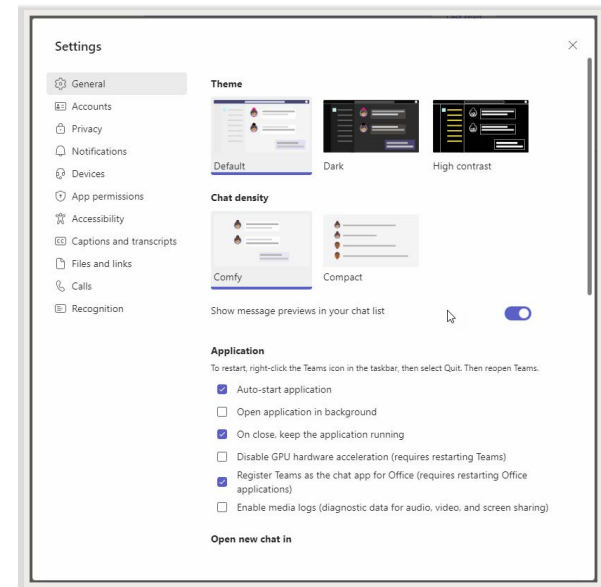 Settings
General
Accounts
Privacy
Notifications
Devices
App permissions
Accessibility
CC Captions and transcripts
Files and links
Calls
Recognition
Theme
Default
Dark
High contrast
Chat density
Comfy
Compact
Show message previews in your chat list
Application
To restart, right-click the Teams icon in the taskbar, then select Quit. Then reopen Teams.
Auto-start application
Open application in background
On close, keep the application running
Disable GPU hardware acceleration (requires restarting Teams)
Register Teams as the chat app for Office (requires restarting Office
applications)
Enable media logs (diagnostic data for audio, video, and screen sharing)
Open new chat in